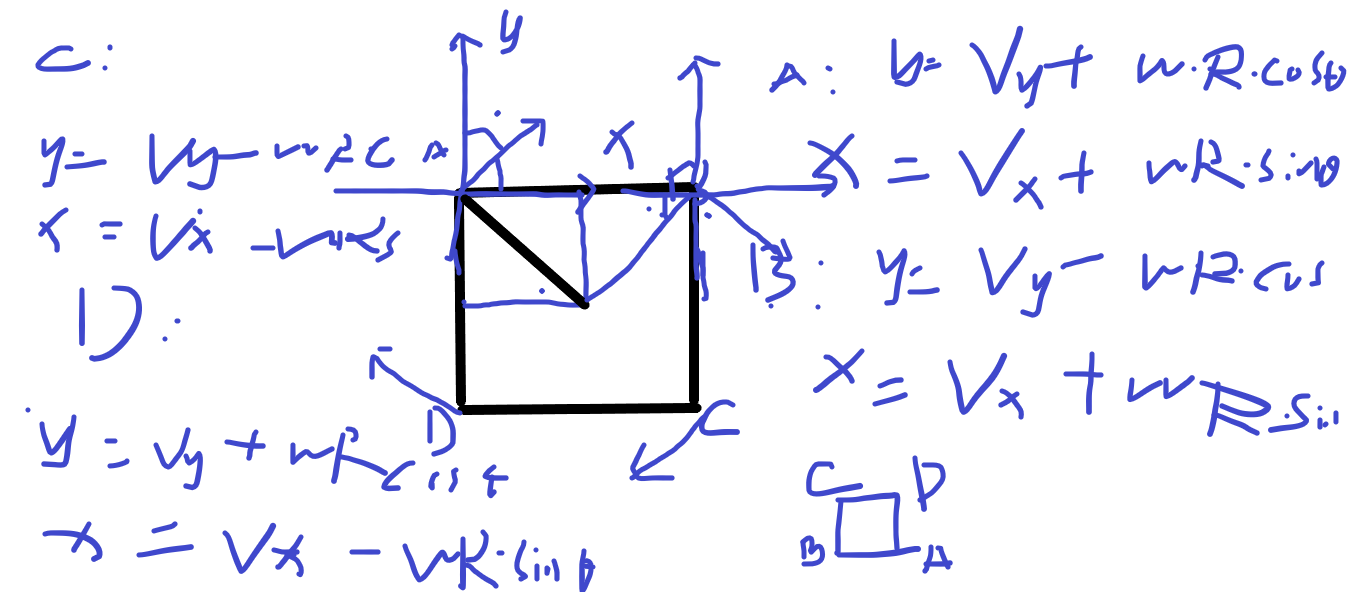 C:
y= Vy- wRC
x = Vx -wRs
D:
y = Vy + wR cos
x = Vx - wR·sinθ
y
A
X
B
D
C
A: y= Vy+ w·R·cosθ
X = Vx+ wR·sinθ
: y= Vy- wR·cos
x = Vx + wR·sin
C D
B A